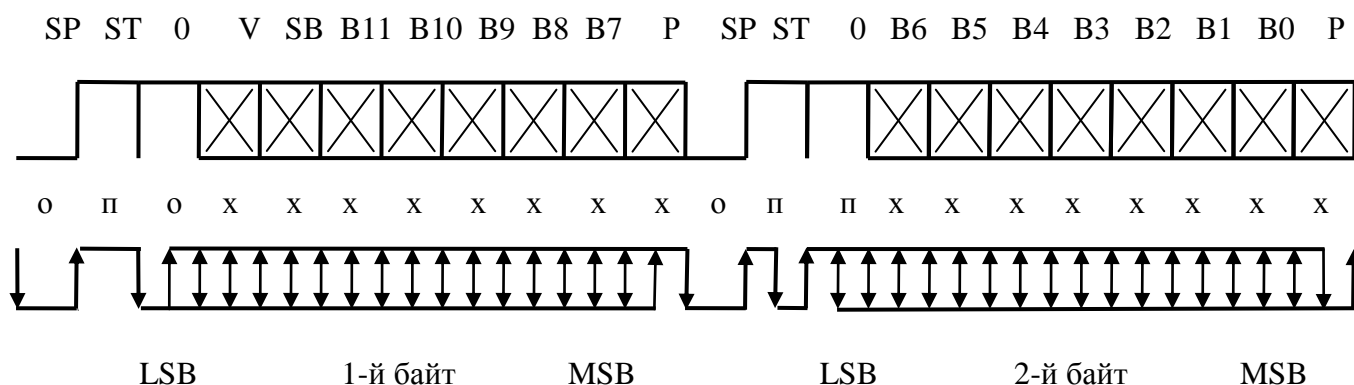 SP ST 0 V SB B11 B10 B9 B8 B7 P SP ST 0 B6 B5 B4 B3 B2 B1 B0 P
о п о х х х х х х х х о п п х х х х х х х х
LSB 1-й байт MSB LSB 2-й байт MSB